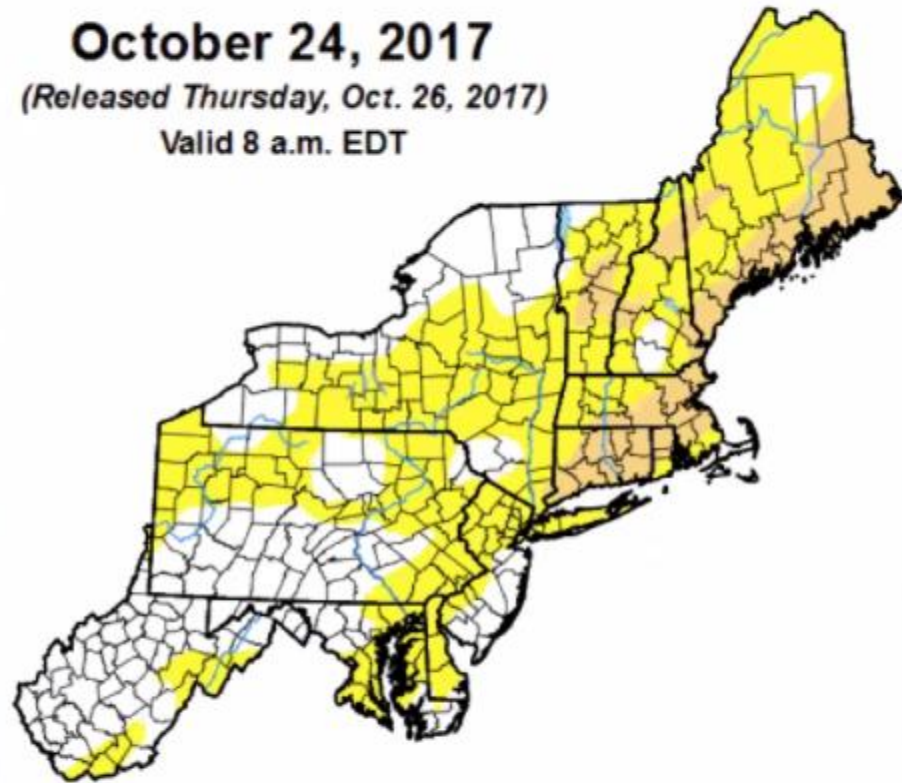 October 24, 2017
(Released Thursday, Oct. 26, 2017)
Valid 8 a.m. EDT